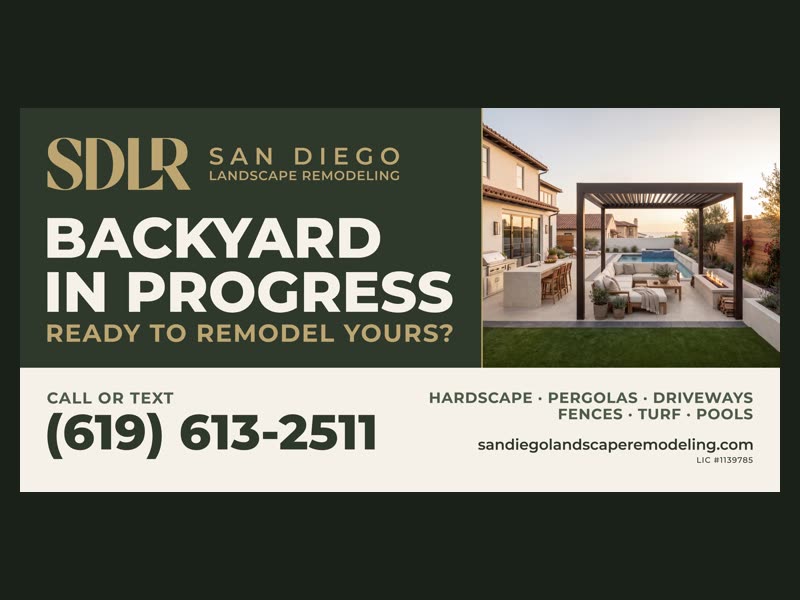 SDLR
SAN DIEGO
LANDSCAPE REMODELING
BACKYARD
IN PROGRESS
READY TO REMODEL YOURS?
CALL OR TEXT
(619) 613-2511
HARDSCAPE · PERGOLAS · DRIVEWAYS
FENCES · TURF · POOLS
sandiegolandscaperemodeling.com
LIC #1139785